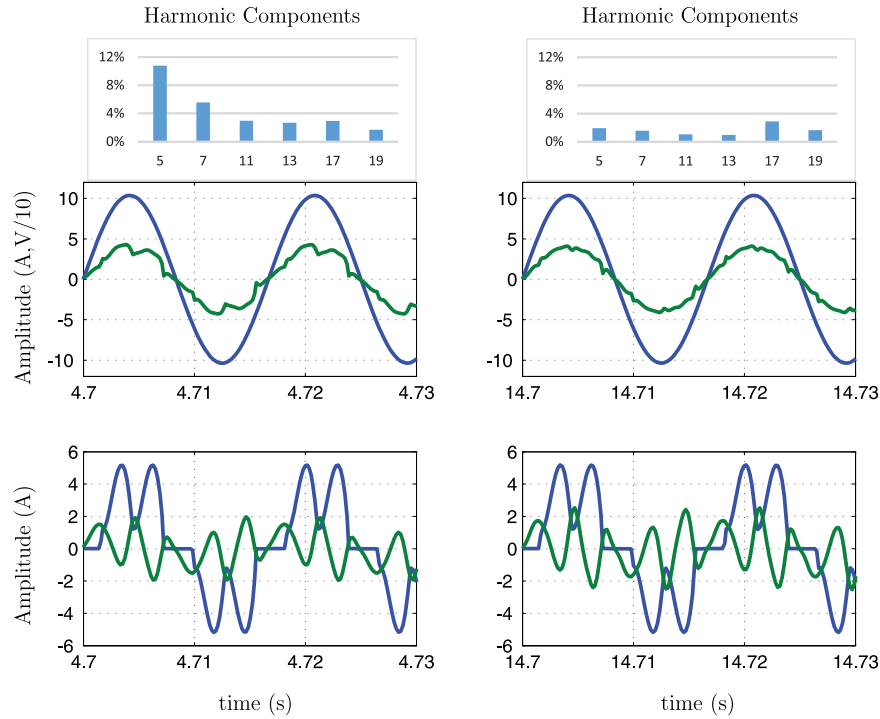 Harmonic Components
12%
8%
4%
0%
5 7 11 13 17 19
Amplitude (A,V/10)
10
5
0
-5
-10
4.7 4.71 4.72 4.73
Amplitude (A)
6
4
2
0
-2
-4
-6
4.7 4.71 4.72 4.73
time (s)
Harmonic Components
12%
8%
4%
0%
5 7 11 13 17 19
10
5
0
-5
-10
14.7 14.71 14.72 14.73
6
4
2
0
-2
-4
-6
14.7 14.71 14.72 14.73
time (s)